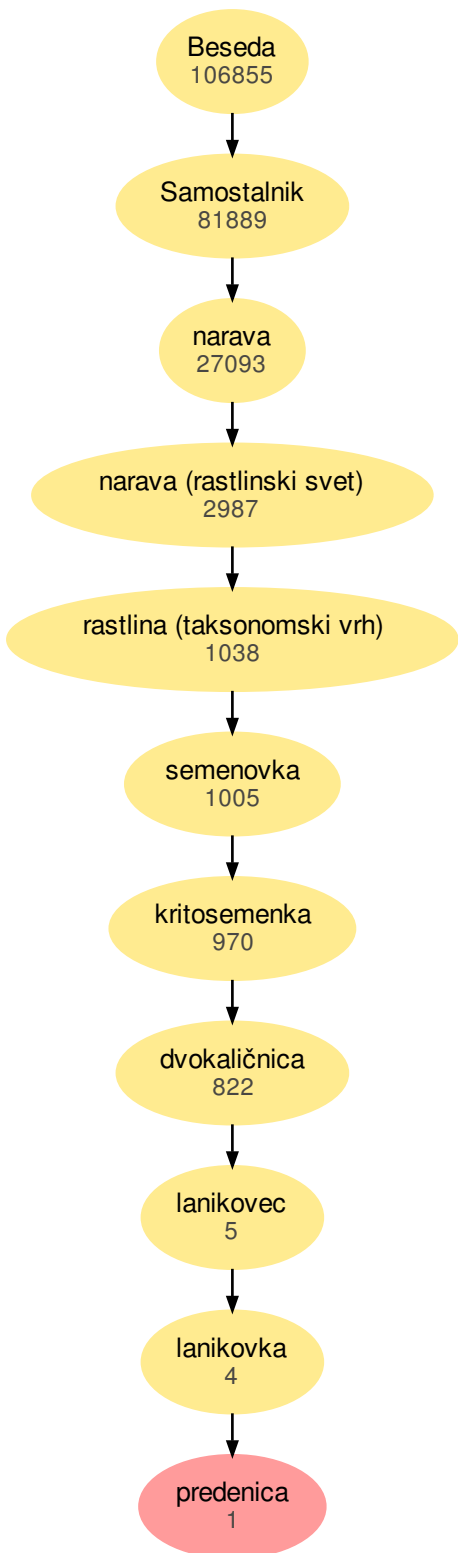 Beseda
106855
Samostalnik
81889
narava
27093
narava (rastlinski svet)
2987
rastlina (taksonomski vrh)
1038
semenovka
1005
kritosemenka
970
dvokaličnica
822
lanikovec
5
lanikovka
4
predenica
1